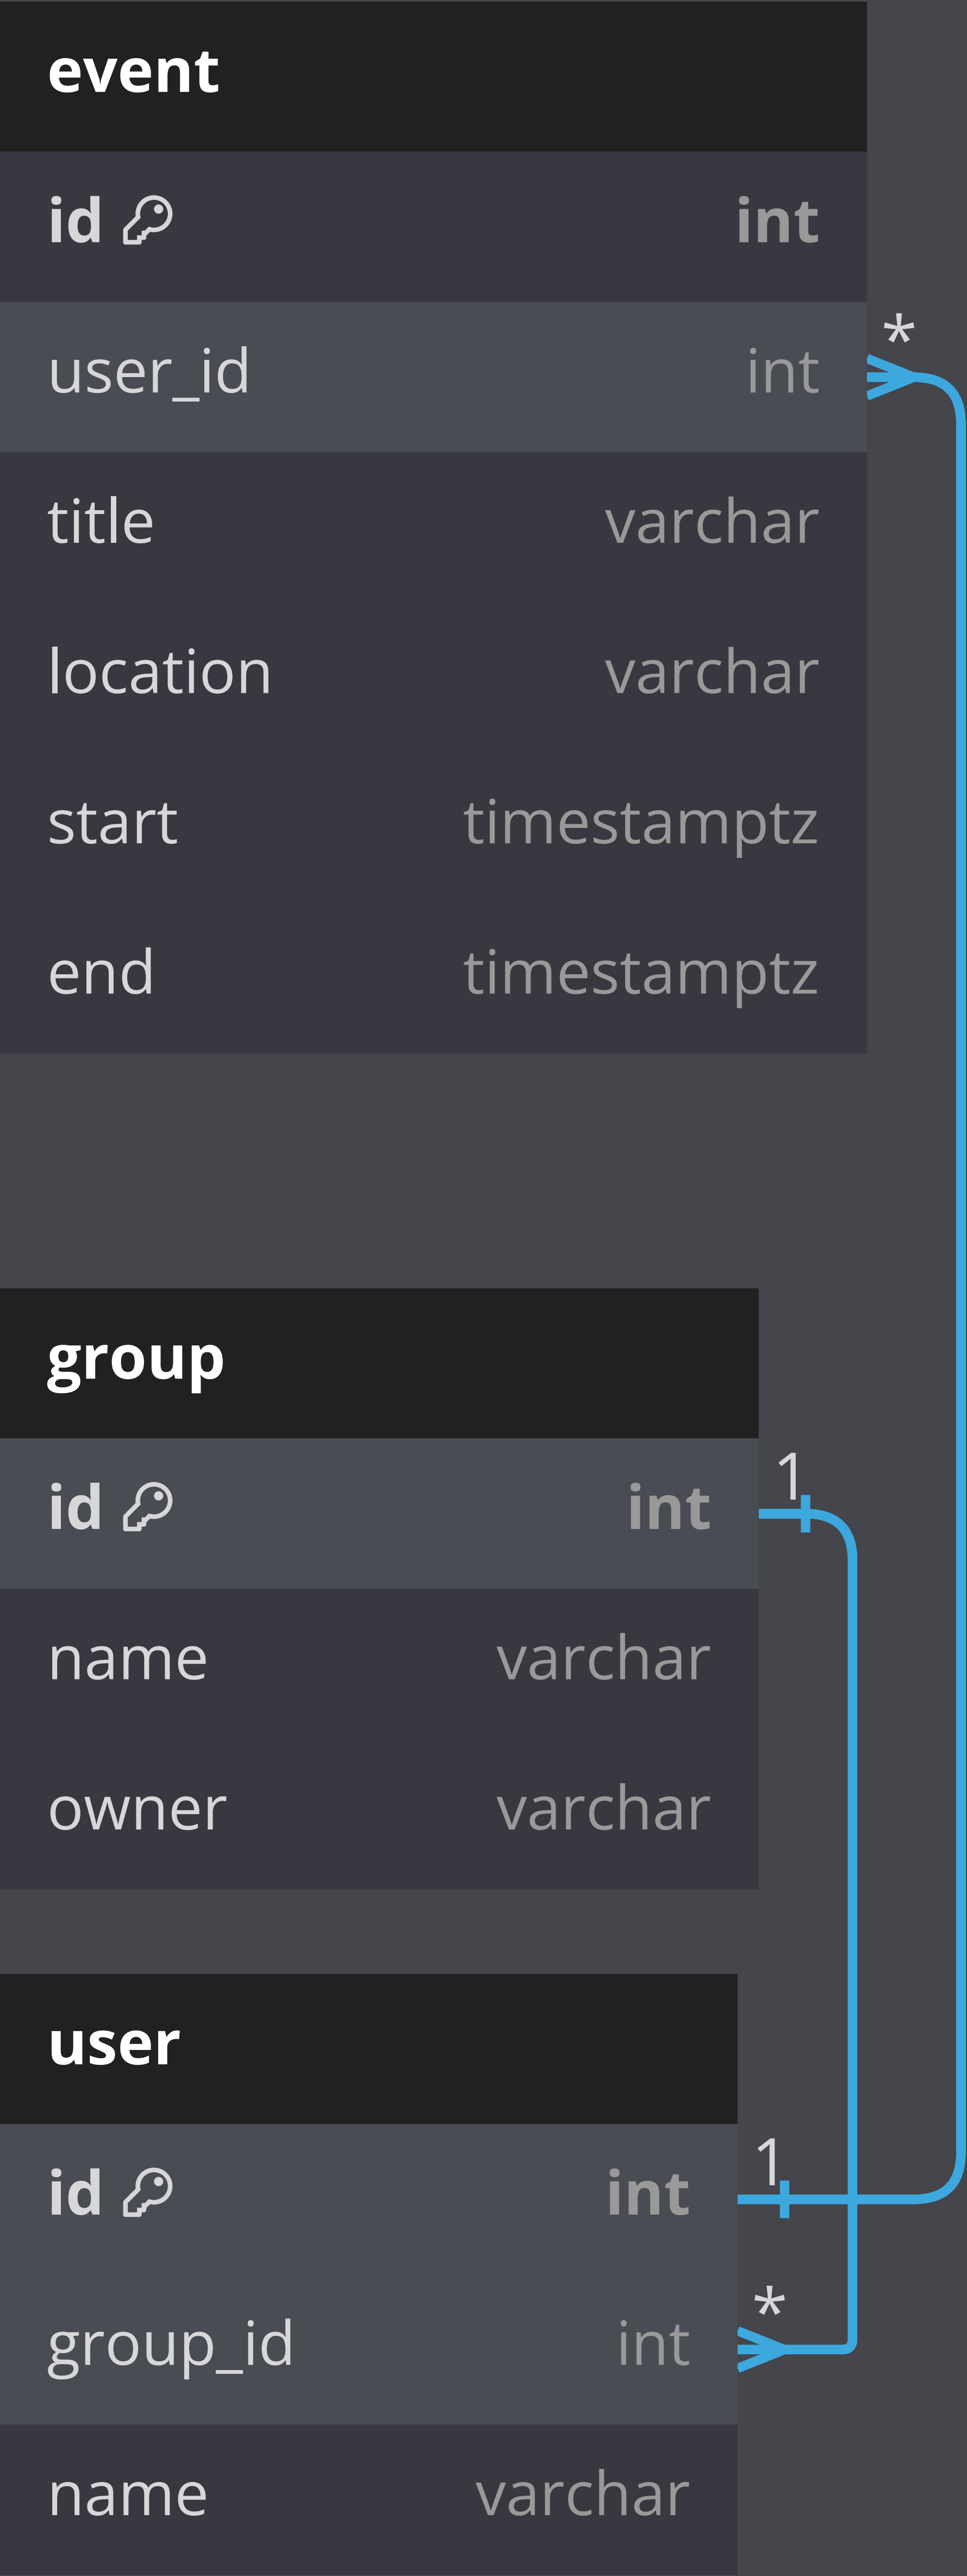 event
id int
user_id int *
title varchar
location varchar
start timestamptz
end timestamptz
group
id int 1
name varchar
owner varchar
user
id int 1
group_id int *
name varchar